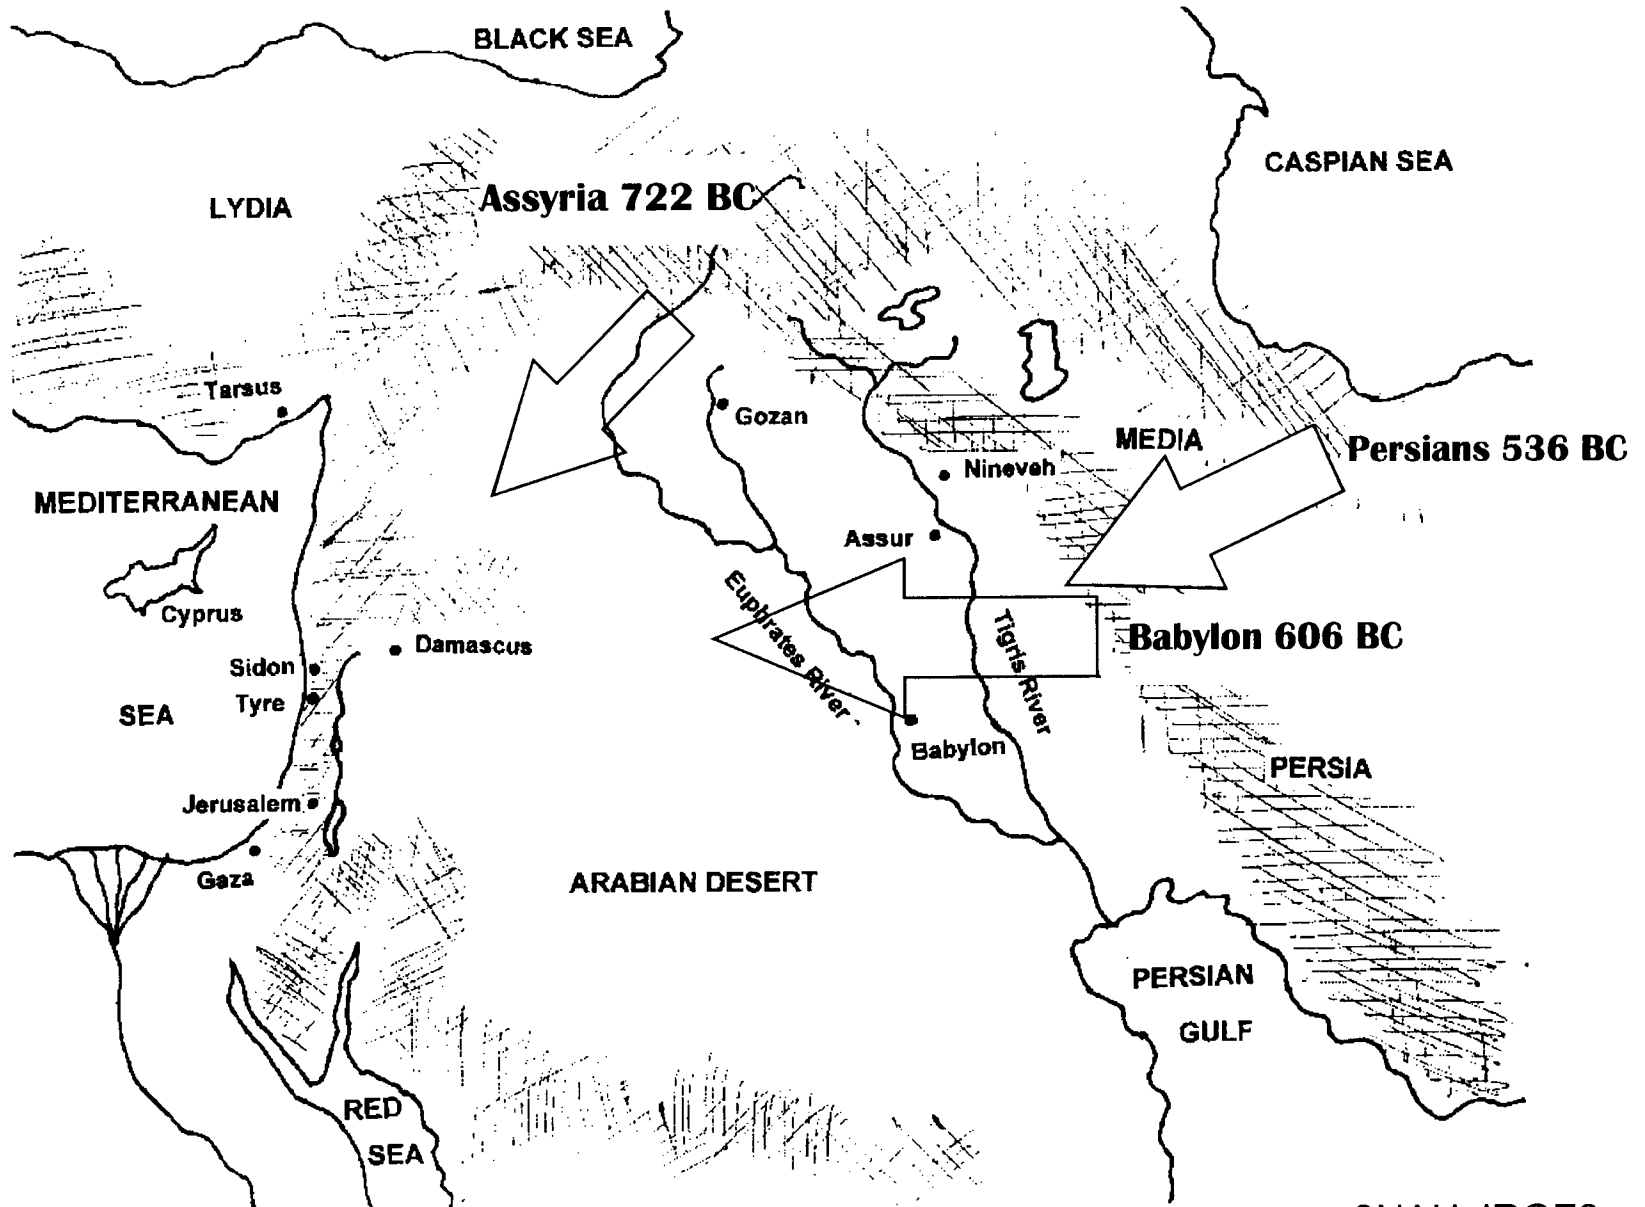 BLACK SEA
CASPIAN SEA
LYDIA
Assyria 722 BC
Tarsus
Gozan
MEDIA
Persians 536 BC
Nineveh
MEDITERRANEAN
Assur
Cyprus
Euphrates River
Tigris River
Babylon 606 BC
Damascus
Sidon
Tyre
SEA
Babylon
PERSIA
Jerusalem
Gaza
ARABIAN DESERT
PERSIAN
GULF
RED
SEA